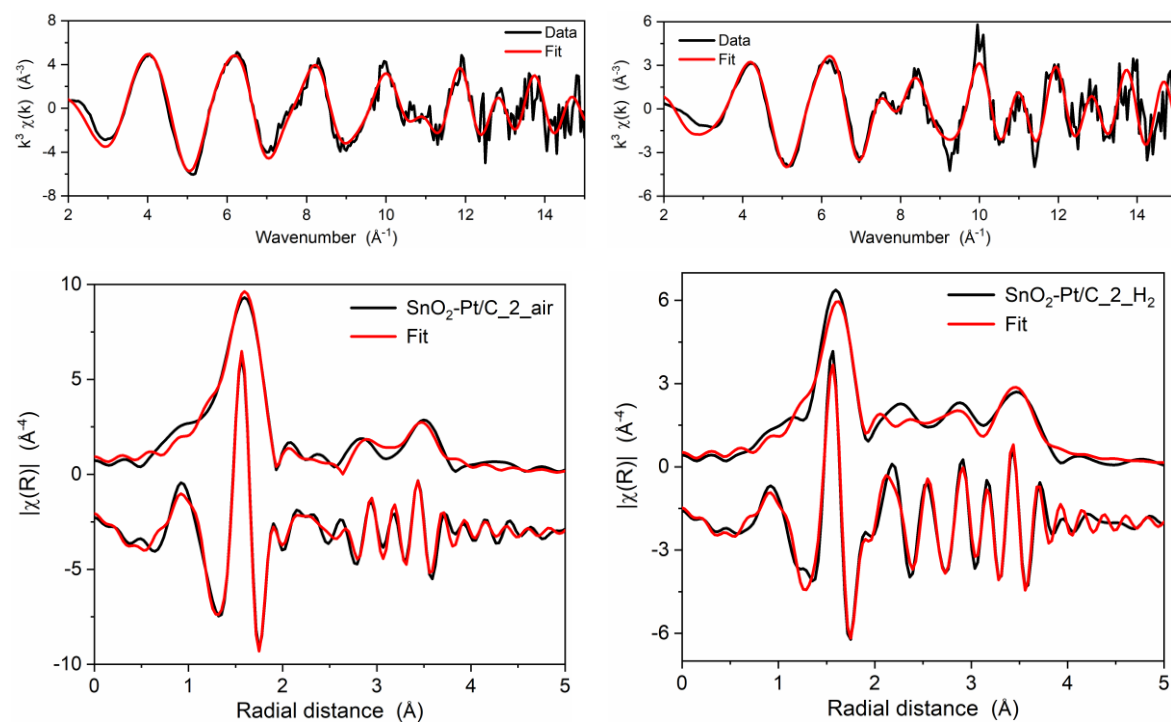 8
4
0
-4
-8
k³ χ(k) (Å⁻³)
Data
Fit
2 4 6 8 10 12 14
Wavenumber (Å⁻¹)
6
3
0
-3
-6
k³ χ(k) (Å⁻³)
Data
Fit
2 4 6 8 10 12 14
Wavenumber (Å⁻¹)
10
5
0
-5
-10
|χ(R)| (Å⁻⁴)
SnO₂-Pt/C_2_air
Fit
0 1 2 3 4 5
Radial distance (Å)
6
3
0
-3
-6
|χ(R)| (Å⁻⁴)
SnO₂-Pt/C_2_H₂
Fit
0 1 2 3 4 5
Radial distance (Å)